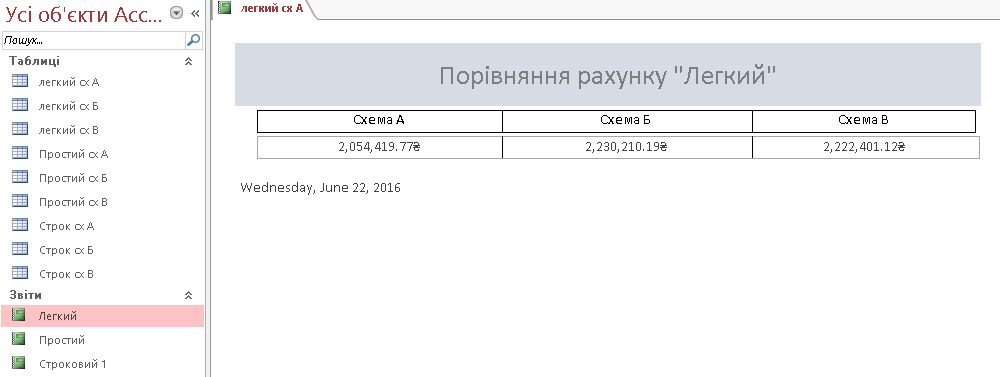 Усі об'єкти Acc...
Пошук...
Таблиці
легкий сх А
легкий сх Б
легкий сх В
Простий сх А
Простий сх Б
Простий сх В
Строк сх А
Строк сх Б
Строк сх В
Звіти
Легкий
Простий
Строковий 1
легкий сх А
Порівняння рахунку "Легкий"
Схема А Схема Б Схема В
2,054,419.77₴ 2,230,210.19₴ 2,222,401.12₴
Wednesday, June 22, 2016